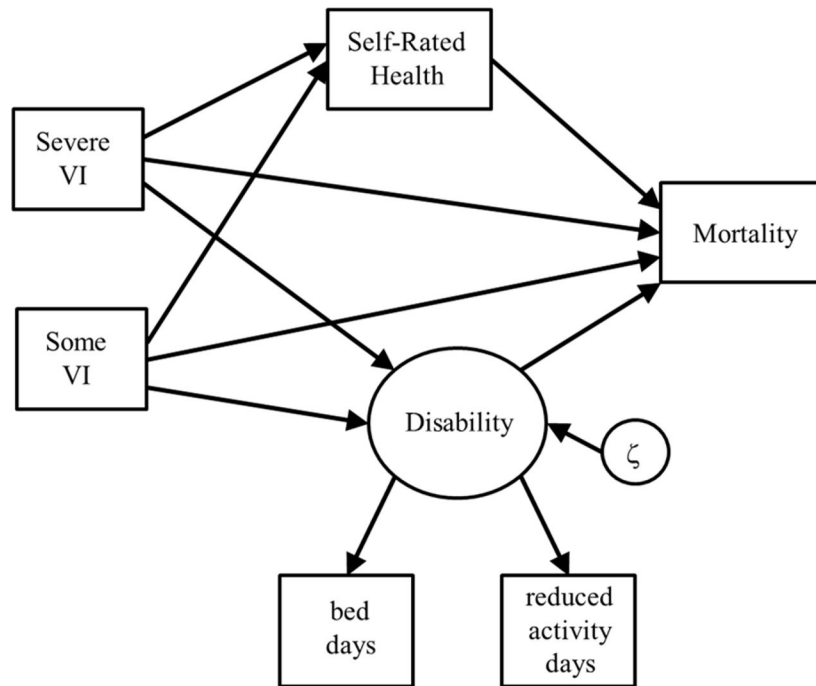 Self-Rated
Health
Severe
VI
Mortality
Some
VI
Disability
ζ
bed
days
reduced
activity
days